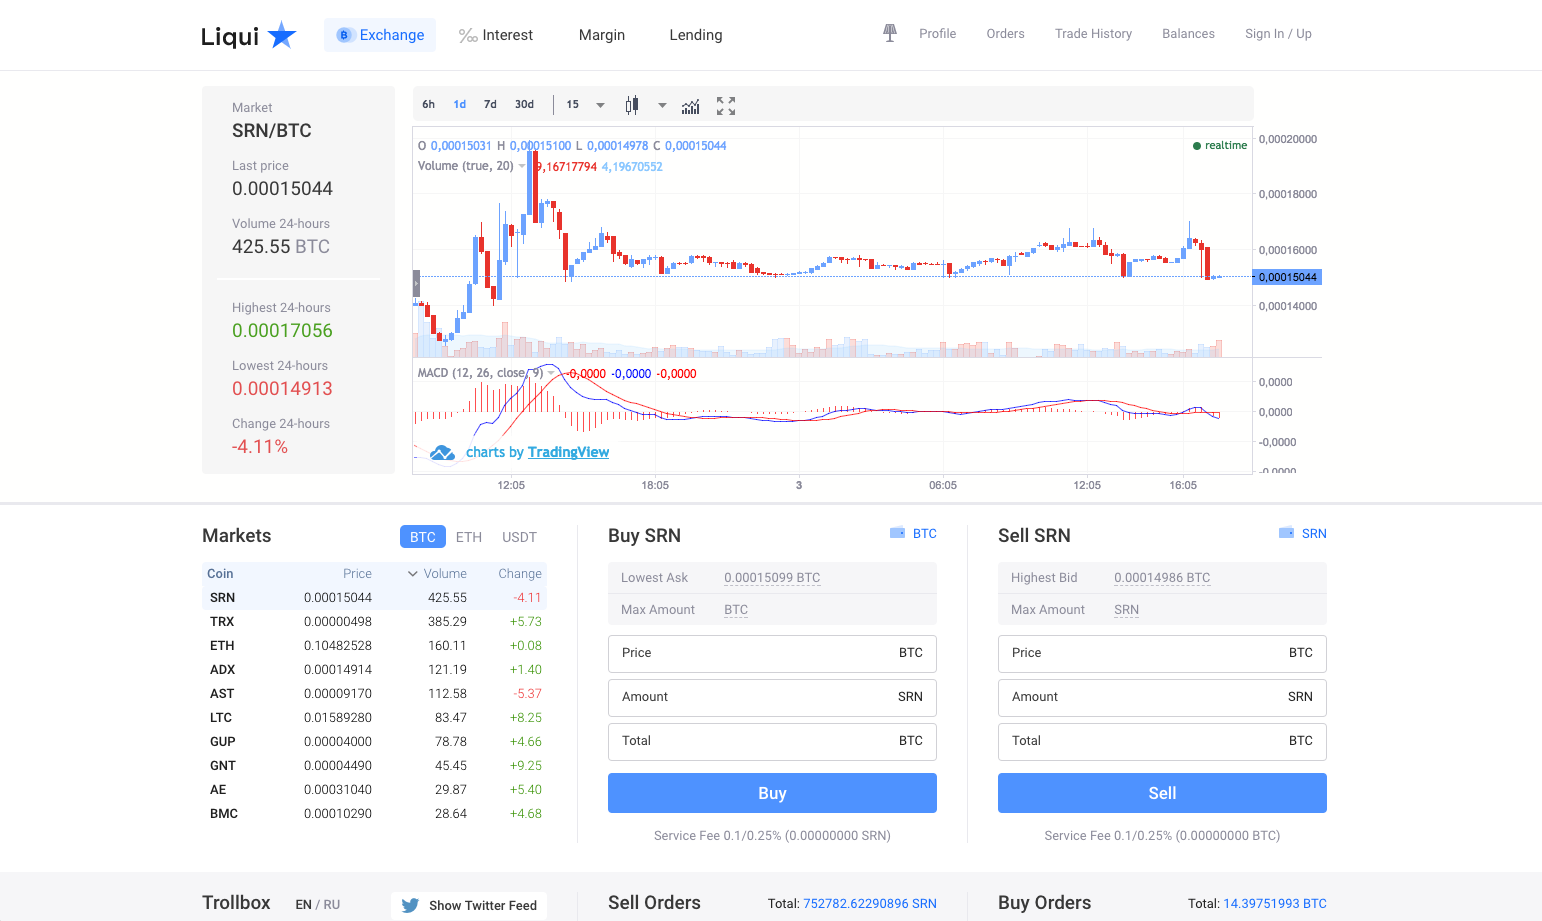 Liqui
Exchange
Interest
Margin
Lending
Profile
Orders
Trade History
Balances
Sign In / Up
Market
SRN/BTC
Last price
0.00015044
Volume 24-hours
425.55 BTC
Highest 24-hours
0.00017056
Lowest 24-hours
0.00014913
Change 24-hours
-4.11%
6h 1d 7d 30d 15
O 0,00015031 H 0,00015100 L 0,00014978 C 0,00015044
realtime
Volume (true, 20) 9,16717794 4,19670552
0,00020000
0,00018000
0,00016000
0,00015044
0,00014000
MACD (12, 26, close, 9) -0,0000 -0,0000 -0,0000
0,0000
0,0000
-0,0000
-0,0000
charts by TradingView
12:05 18:05 3 06:05 12:05 16:05
Markets
BTC ETH USDT
Coin Price Volume Change
SRN 0.00015044 425.55 -4.11
TRX 0.00000498 385.29 +5.73
ETH 0.10482528 160.11 +0.08
ADX 0.00014914 121.19 +1.40
AST 0.00009170 112.58 -5.37
LTC 0.01589280 83.47 +8.25
GUP 0.00004000 78.78 +4.66
GNT 0.00004490 45.45 +9.25
AE 0.00031040 29.87 +5.40
BMC 0.00010290 28.64 +4.68
Buy SRN
BTC
Lowest Ask 0.00015099 BTC
Max Amount BTC
Price BTC
Amount SRN
Total BTC
Buy
Service Fee 0.1/0.25% (0.00000000 SRN)
Sell SRN
SRN
Highest Bid 0.00014986 BTC
Max Amount SRN
Price BTC
Amount SRN
Total BTC
Sell
Service Fee 0.1/0.25% (0.00000000 BTC)
Trollbox
EN / RU
Show Twitter Feed
Sell Orders
Total: 752782.62290896 SRN
Buy Orders
Total: 14.39751993 BTC